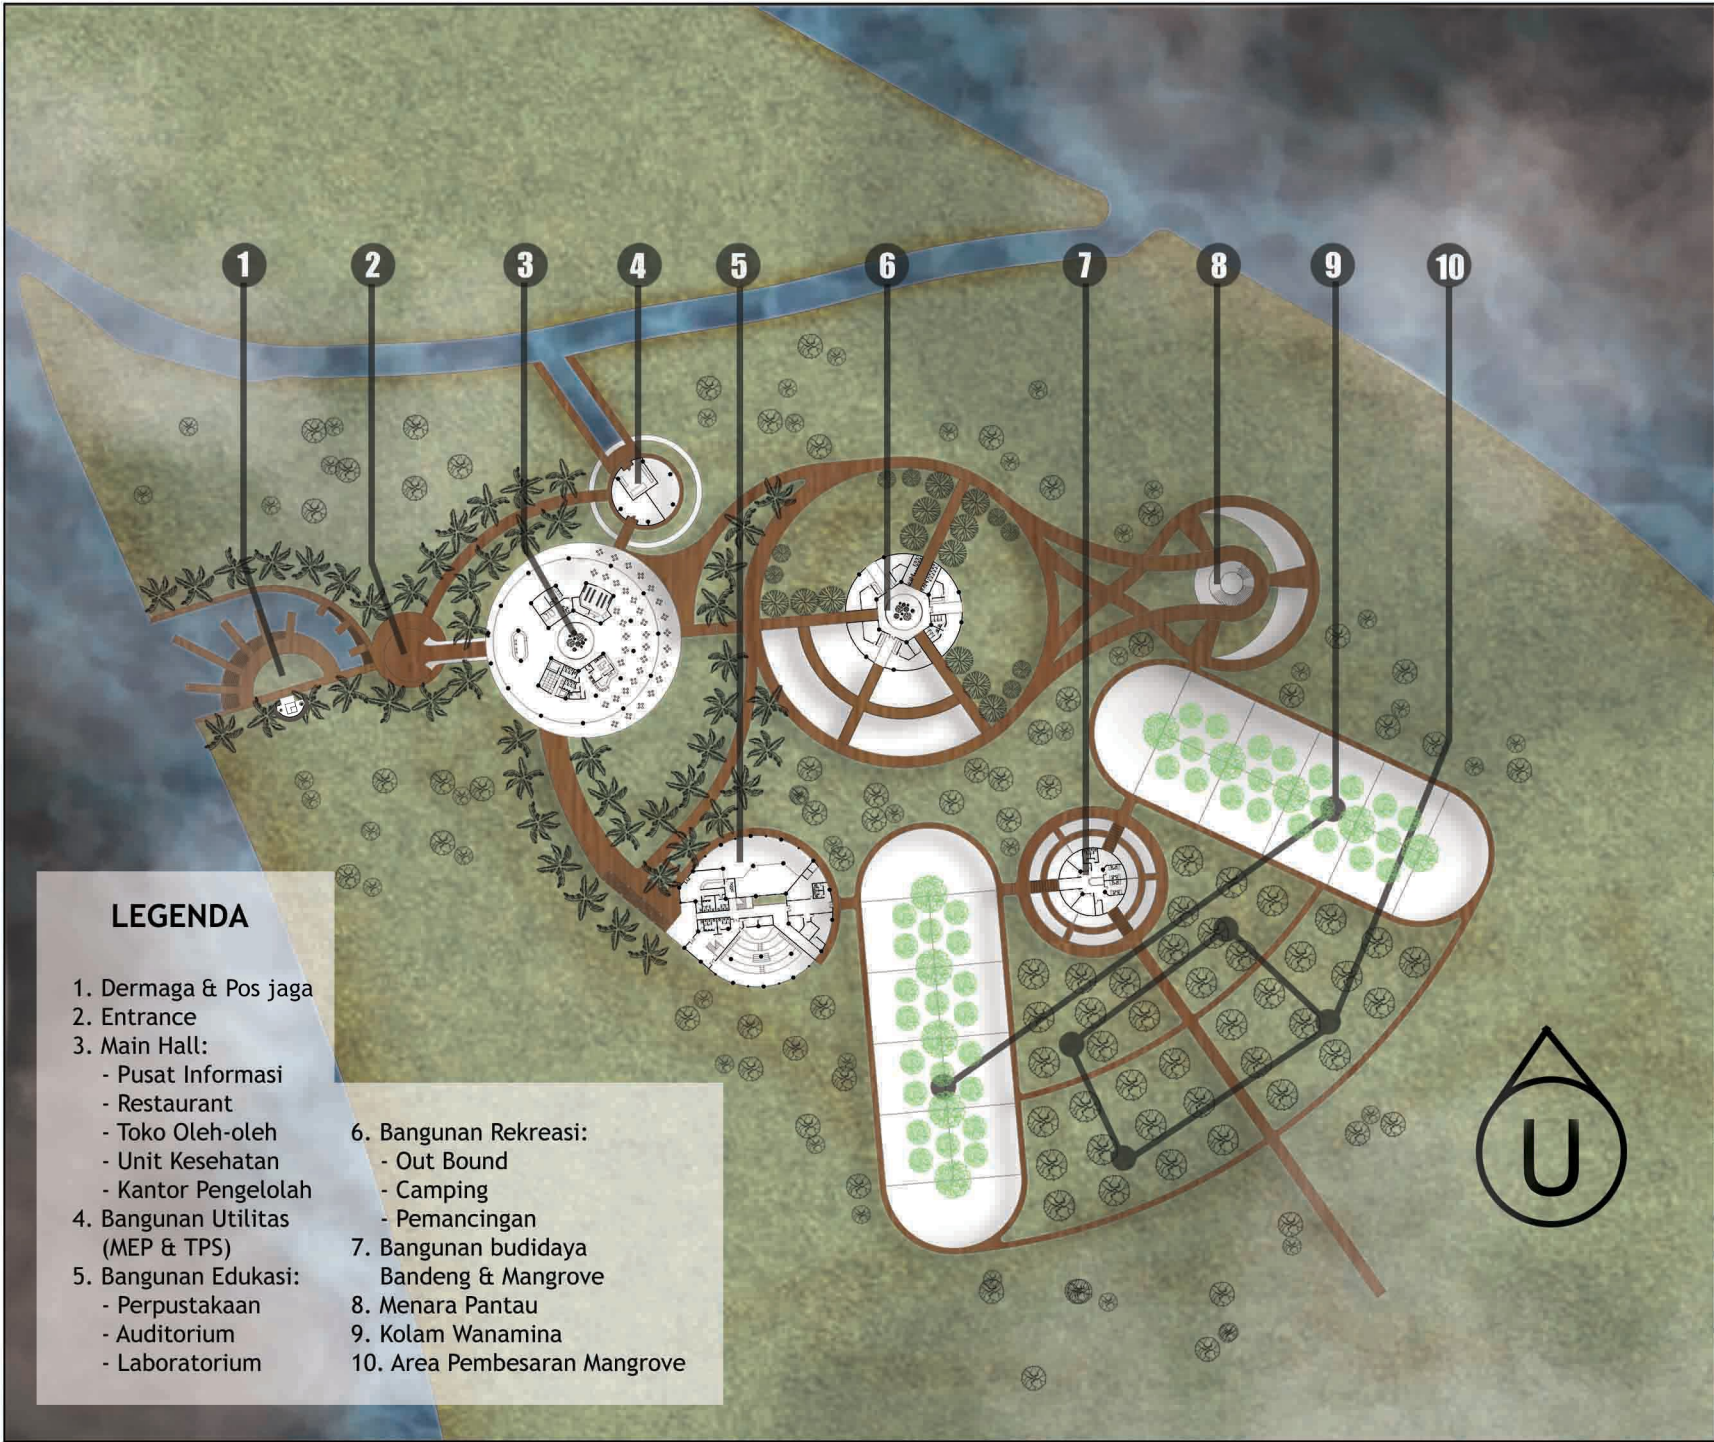 1 2 3 4 5 6 7 8 9 10
LEGENDA
1. Dermaga & Pos jaga
2. Entrance
3. Main Hall:
- Pusat Informasi
- Restaurant
- Toko Oleh-oleh
- Unit Kesehatan
- Kantor Pengelolah
4. Bangunan Utilitas
(MEP & TPS)
5. Bangunan Edukasi:
- Perpustakaan
- Auditorium
- Laboratorium
6. Bangunan Rekreasi:
- Out Bound
- Camping
- Pemancingan
7. Bangunan budidaya
Bandeng & Mangrove
8. Menara Pantau
9. Kolam Wanamina
10. Area Pembesaran Mangrove
U